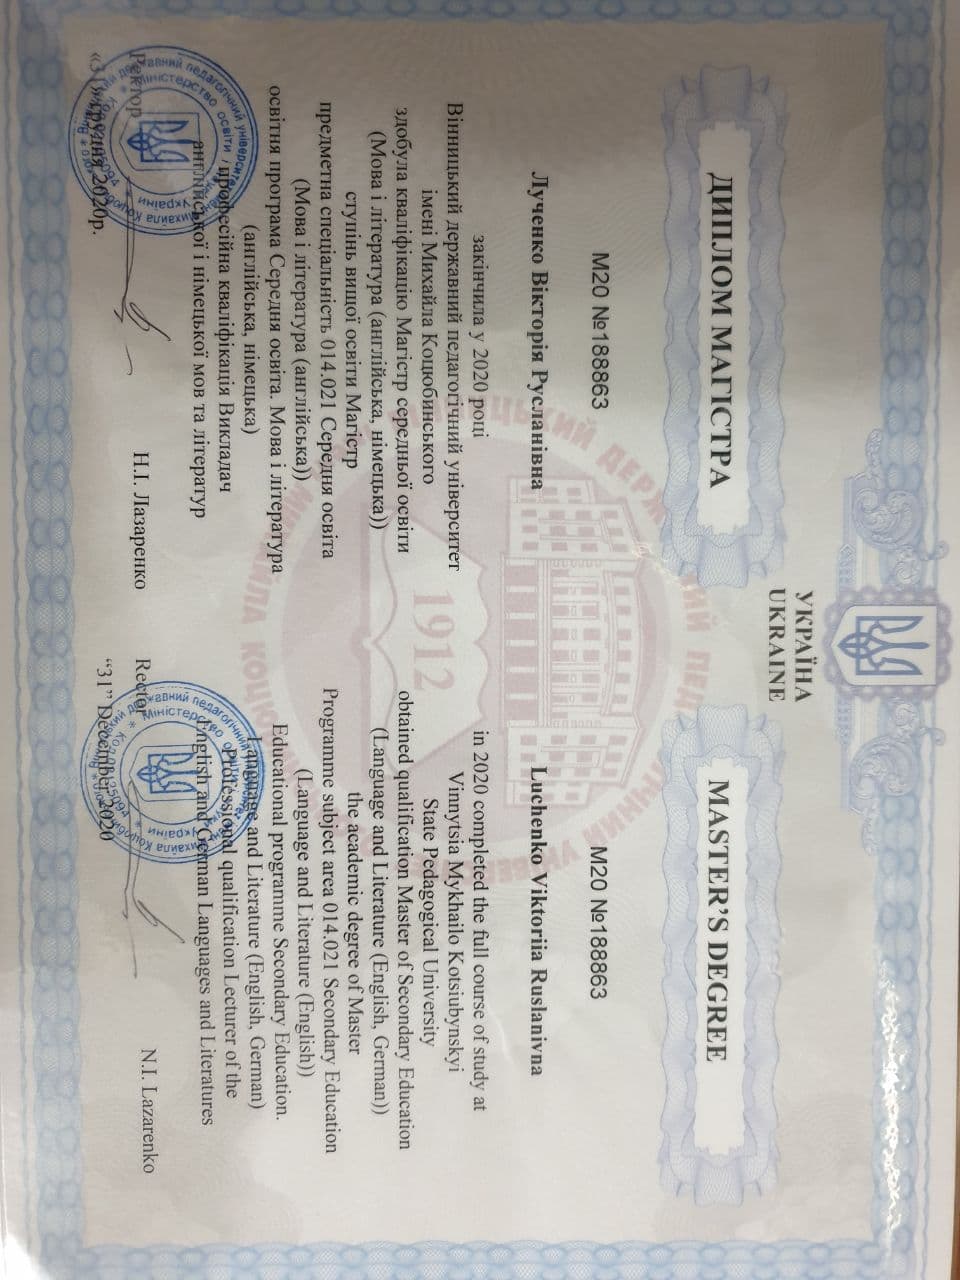 УКРАЇНА
UKRAINE
ДИПЛОМ МАГІСТРА
М20 №188863
Лученко Вікторія Русланівна
закінчила у 2020 році
Вінницький державний педагогічний університет
імені Михайла Коцюбинського
здобула кваліфікацію Магістр середньої освіти
(Мова і література (англійська, німецька))
ступінь вищої освіти Магістр
предметна спеціальність 014.021 Середня освіта
(Мова і література (англійська))
освітня програма Середня освіта. Мова і література
(англійська, німецька)
професійна кваліфікація Викладач
англійської і німецької мов та літератур
Ректор
Н.І. Лазаренко
«31» грудня 2020р.
MASTER’S DEGREE
М20 №188863
Luchenko Viktoriia Ruslanivna
in 2020 completed the full course of study at
Vinnytsia Mykhailo Kotsiubynskyi
State Pedagogical University
obtained qualification Master of Secondary Education
(Language and Literature (English, German))
the academic degree of Master
Programme subject area 014.021 Secondary Education
(Language and Literature (English))
Educational programme Secondary Education.
Language and Literature (English, German)
Professional qualification Lecturer of the
English and German Languages and Literatures
Rector
N.I. Lazarenko
“31” December 2020
1912